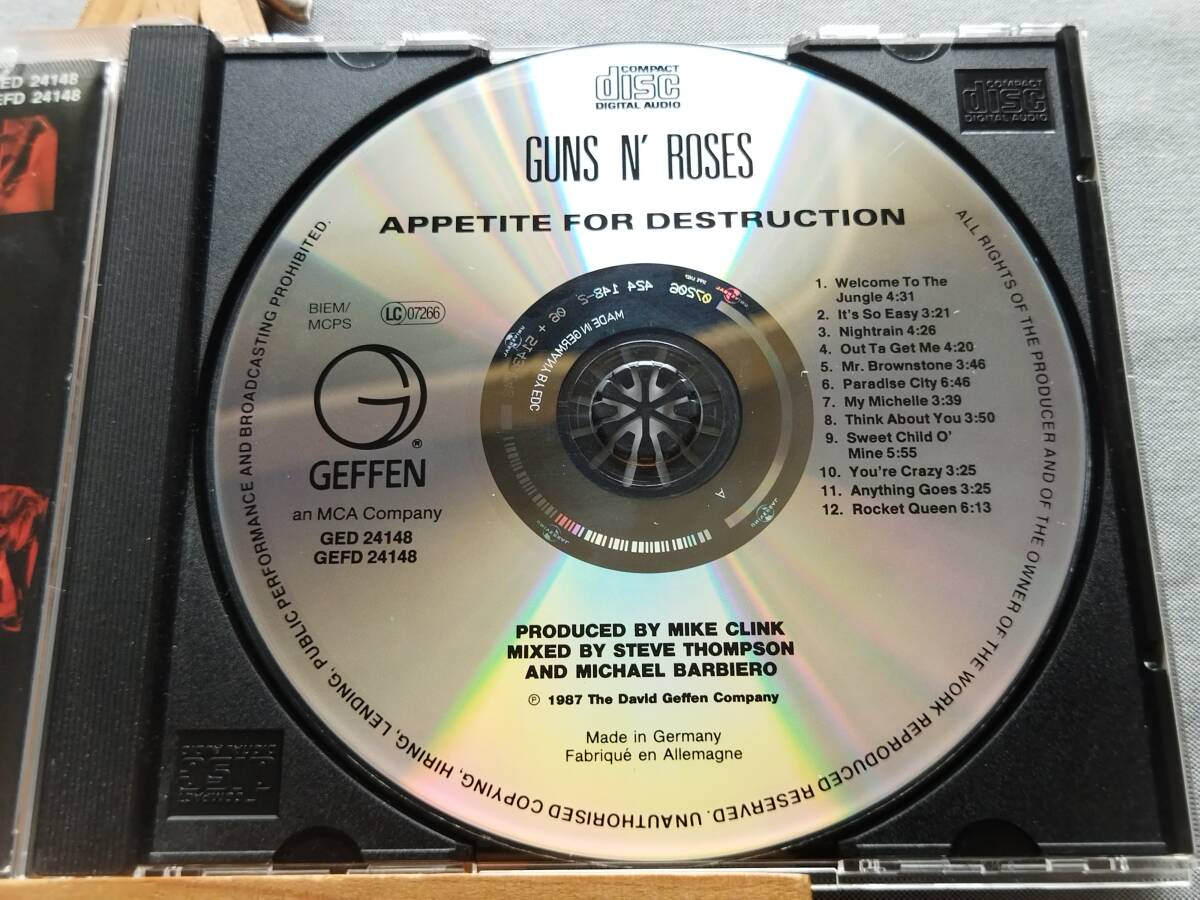 ED 24148
EFD 24148
COMPACT
disc
DIGITAL AUDIO
COMPACT
disc
DIGITAL AUDIO
GUNS N' ROSES
APPETITE FOR DESTRUCTION
BIEM/
MCPS
LC 07266
GEFFEN
®
an MCA Company
GED 24148
GEFD 24148
1. Welcome To The
Jungle 4:31
2. It's So Easy 3:21
3. Nightrain 4:26
4. Out Ta Get Me 4:20
5. Mr. Brownstone 3:46
6. Paradise City 6:46
7. My Michelle 3:39
8. Think About You 3:50
9. Sweet Child O'
Mine 5:55
10. You're Crazy 3:25
11. Anything Goes 3:25
12. Rocket Queen 6:13
07206 424 148-2
MADE IN GERMANY BY EDC
A
PRODUCED BY MIKE CLINK
MIXED BY STEVE THOMPSON
AND MICHAEL BARBIERO
℗ 1987 The David Geffen Company
Made in Germany
Fabriqué en Allemagne
ALL RIGHTS OF THE PRODUCER AND OF THE OWNER OF THE WORK REPRODUCED RESERVED. UNAUTHORISED COPYING, HIRING, LENDING, PUBLIC PERFORMANCE AND BROADCASTING PROHIBITED.